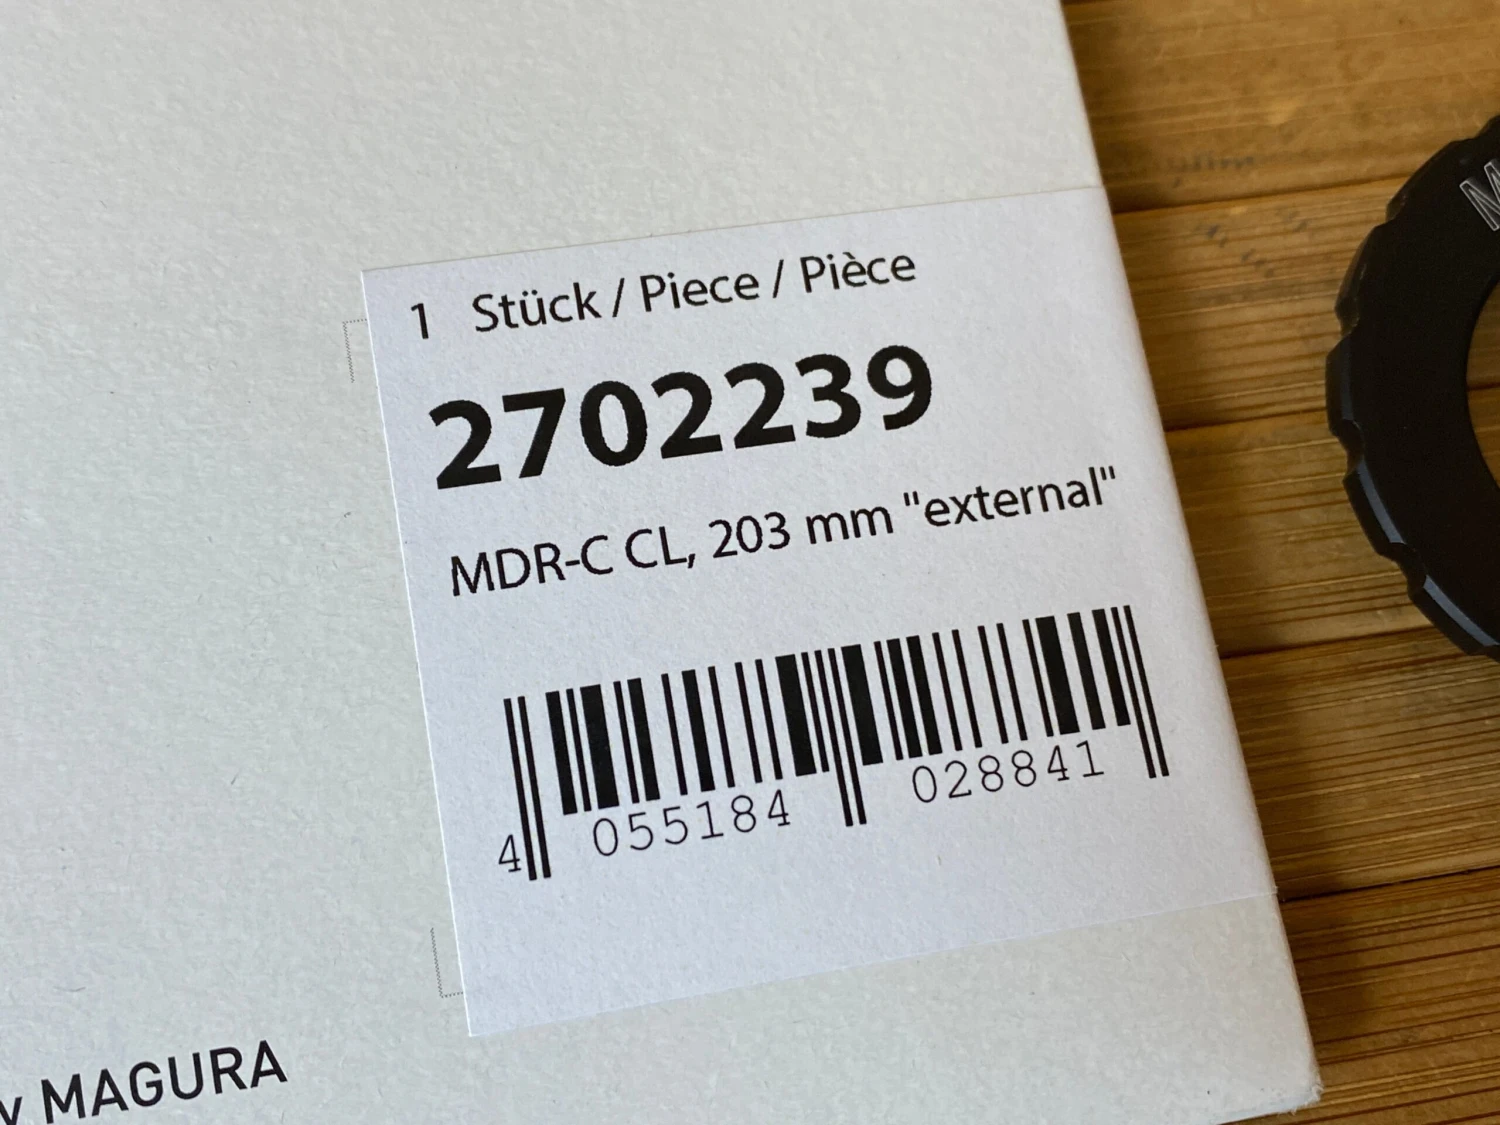 1 Stück / Piece / Pièce
2702239
MDR-C CL, 203 mm "external"
4 055184 028841
MAGURA